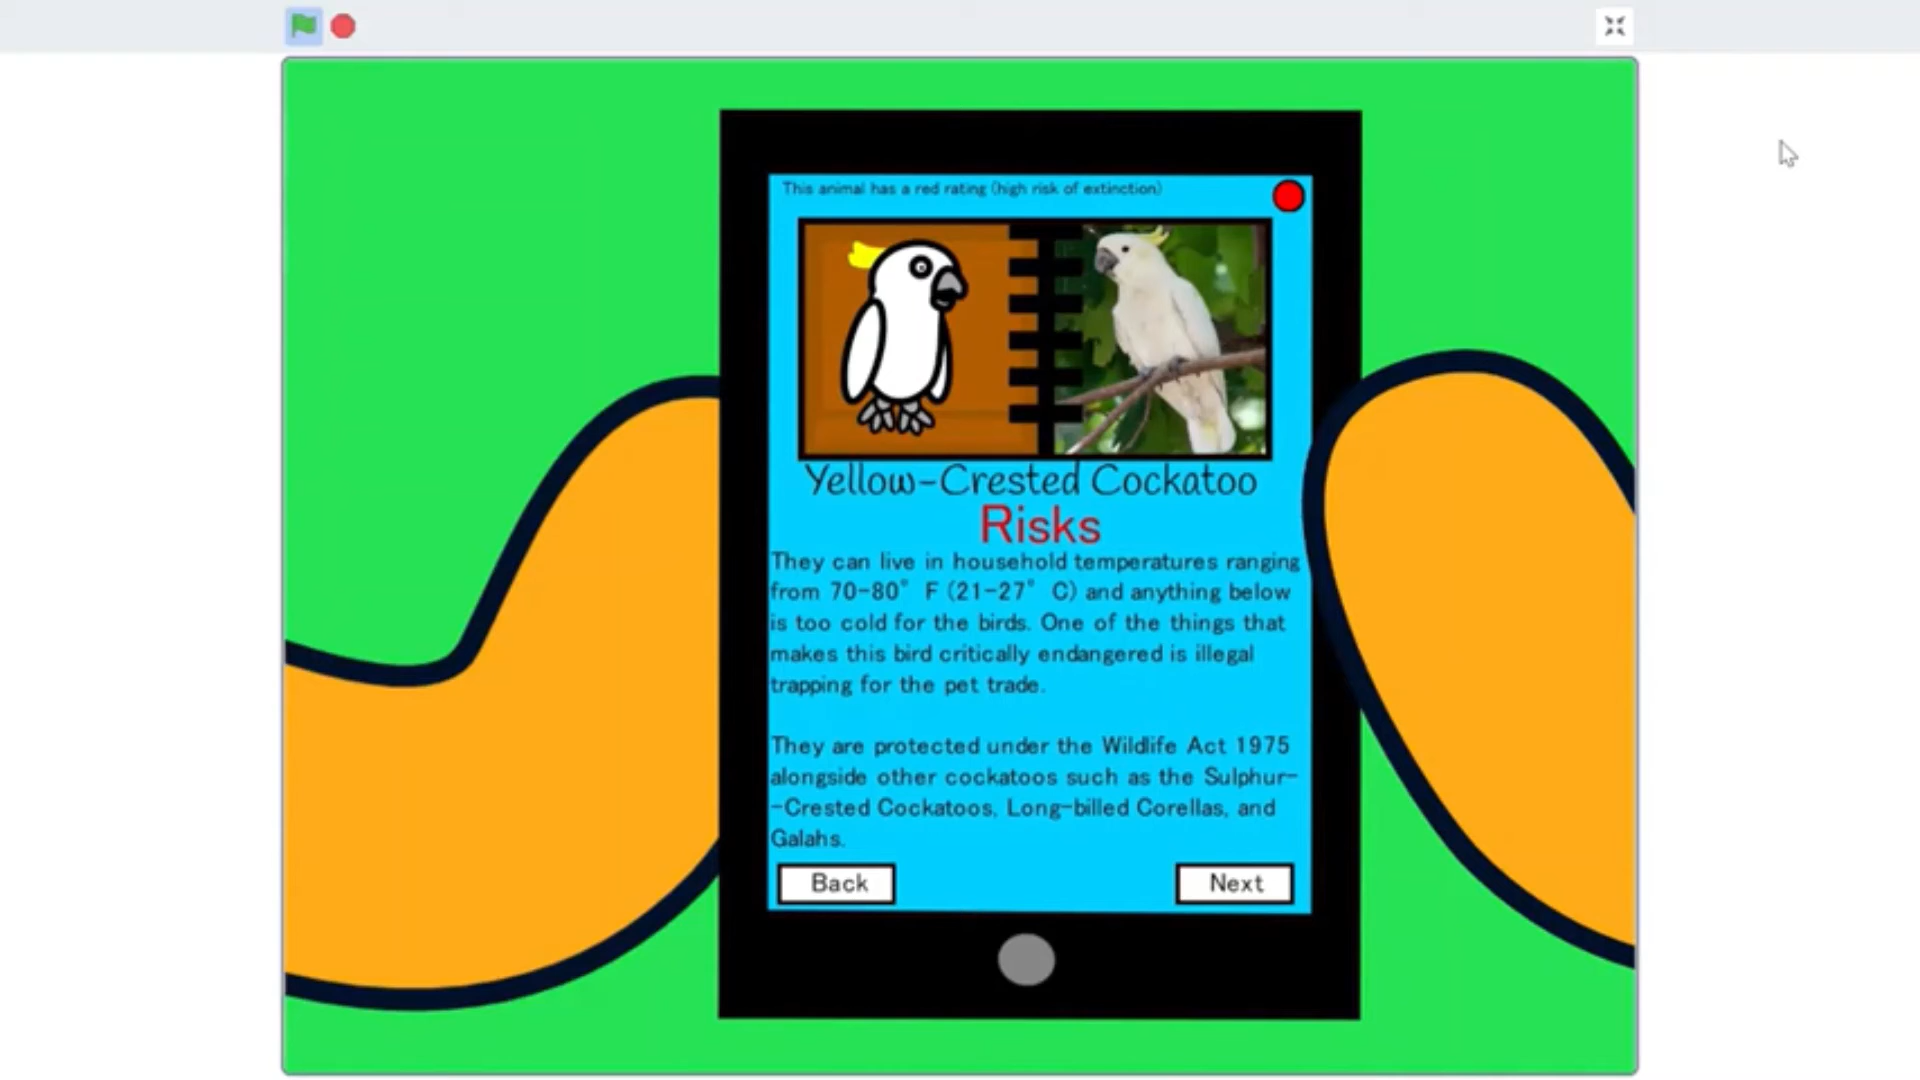 This animal has a red rating (high risk of extinction)
Yellow-Crested Cockatoo
Risks
They can live in household temperatures ranging
from 70-80° F (21-27° C) and anything below
is too cold for the birds. One of the things that
makes this bird critically endangered is illegal
trapping for the pet trade.
They are protected under the Wildlife Act 1975
alongside other cockatoos such as the Sulphur-
-Crested Cockatoos, Long-billed Corellas, and
Galahs.
Back
Next